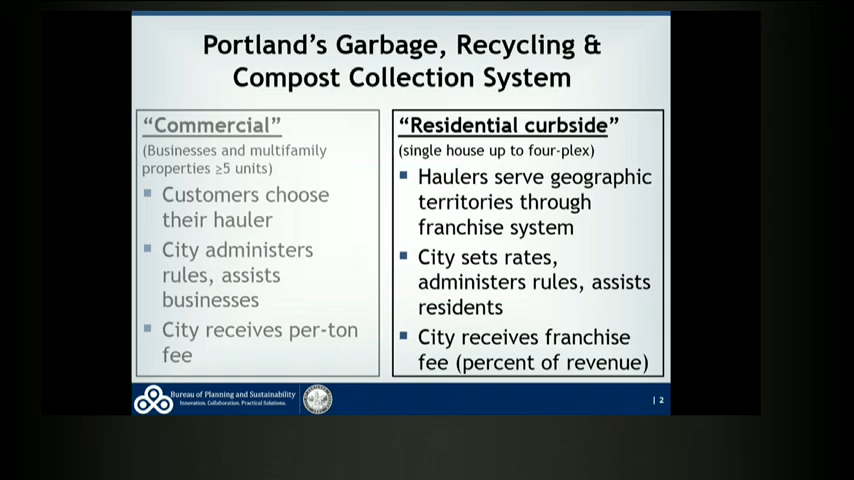 Portland's Garbage, Recycling &
Compost Collection System
"Commercial"
(Businesses and multifamily
properties ≥5 units)
▪ Customers choose
their hauler
▪ City administers
rules, assists
businesses
▪ City receives per-ton
fee
"Residential curbside"
(single house up to four-plex)
▪ Haulers serve geographic
territories through
franchise system
▪ City sets rates,
administers rules, assists
residents
▪ City receives franchise
fee (percent of revenue)
Bureau of Planning and Sustainability
Innovation. Collaboration. Practical Solutions.
| 2